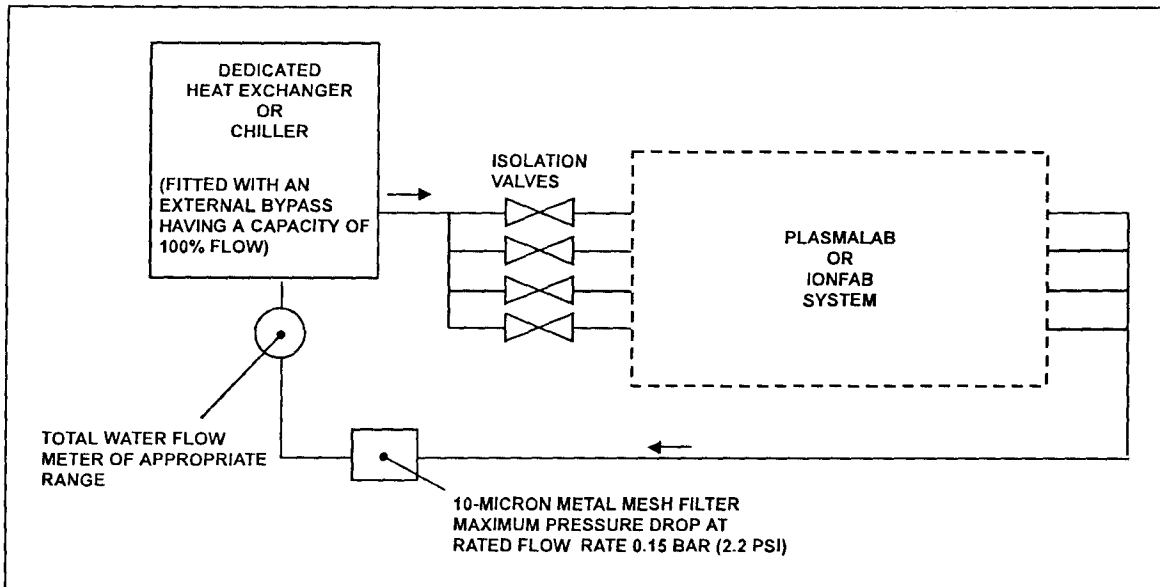 DEDICATED
HEAT EXCHANGER
OR
CHILLER
(FITTED WITH AN
EXTERNAL BYPASS
HAVING A CAPACITY OF
100% FLOW)
ISOLATION
VALVES
PLASMALAB
OR
IONFAB
SYSTEM
TOTAL WATER FLOW
METER OF APPROPRIATE
RANGE
10-MICRON METAL MESH FILTER
MAXIMUM PRESSURE DROP AT
RATED FLOW RATE 0.15 BAR (2.2 PSI)